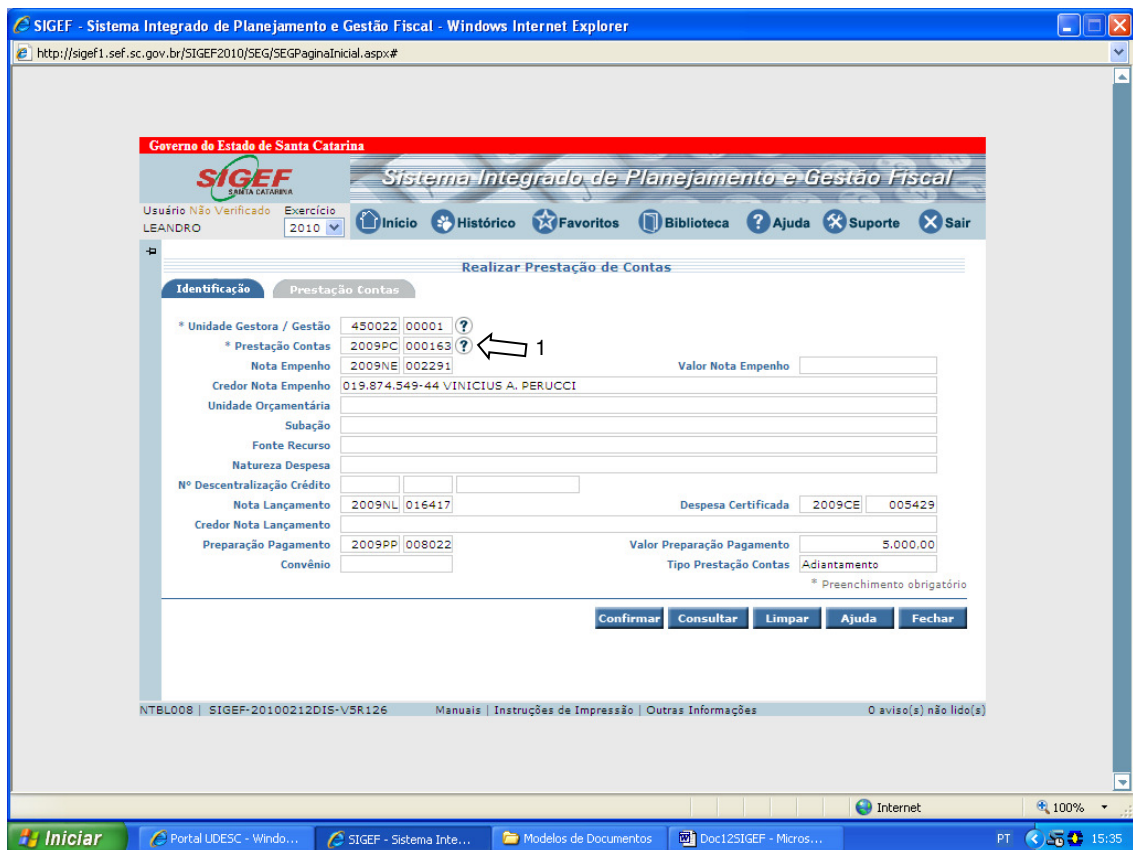 SIGEF - Sistema Integrado de Planejamento e Gestão Fiscal - Windows Internet Explorer
http://sigef1.sef.sc.gov.br/SIGEF2010/SEG/SEGPaginaInicial.aspx#
Governo do Estado de Santa Catarina
SIGEF
SANTA CATARINA
Sistema Integrado de Planejamento e Gestão Fiscal
Usuário Não Verificado Exercício
LEANDRO 2010 Início Histórico Favoritos Biblioteca ? Ajuda Suporte Sair
Realizar Prestação de Contas
Identificação Prestação Contas
* Unidade Gestora / Gestão 450022 00001 ?
* Prestação Contas 2009PC 000163 ? 1
Nota Empenho 2009NE 002291 Valor Nota Empenho
Credor Nota Empenho 019.874.549-44 VINICIUS A. PERUCCI
Unidade Orçamentária
Subação
Fonte Recurso
Natureza Despesa
Nº Descentralização Crédito
Nota Lançamento 2009NL 016417 Despesa Certificada 2009CE 005429
Credor Nota Lançamento
Preparação Pagamento 2009PP 008022 Valor Preparação Pagamento 5.000,00
Convênio Tipo Prestação Contas Adiantamento
* Preenchimento obrigatório
Confirmar Consultar Limpar Ajuda Fechar
NTBL008 | SIGEF-20100212DIS-V5R126 Manuais | Instruções de Impressão | Outras Informações 0 aviso(s) não lido(s)
Internet 100%
Iniciar Portal UDESC - Windo... SIGEF - Sistema Inte... Modelos de Documentos Doc12SIGEF - Micros... PT 15:35